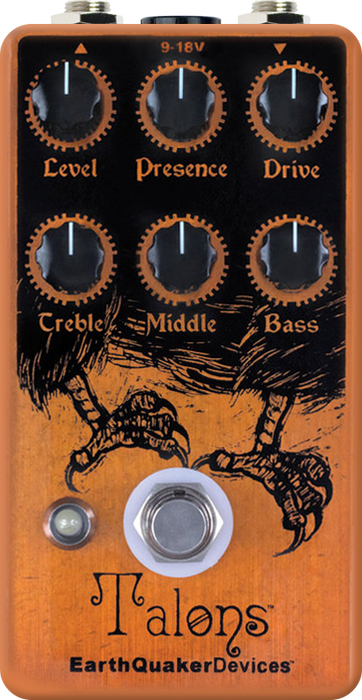 9-18V
Level Presence Drive
Treble Middle Bass
Talons™
EarthQuakerDevices™